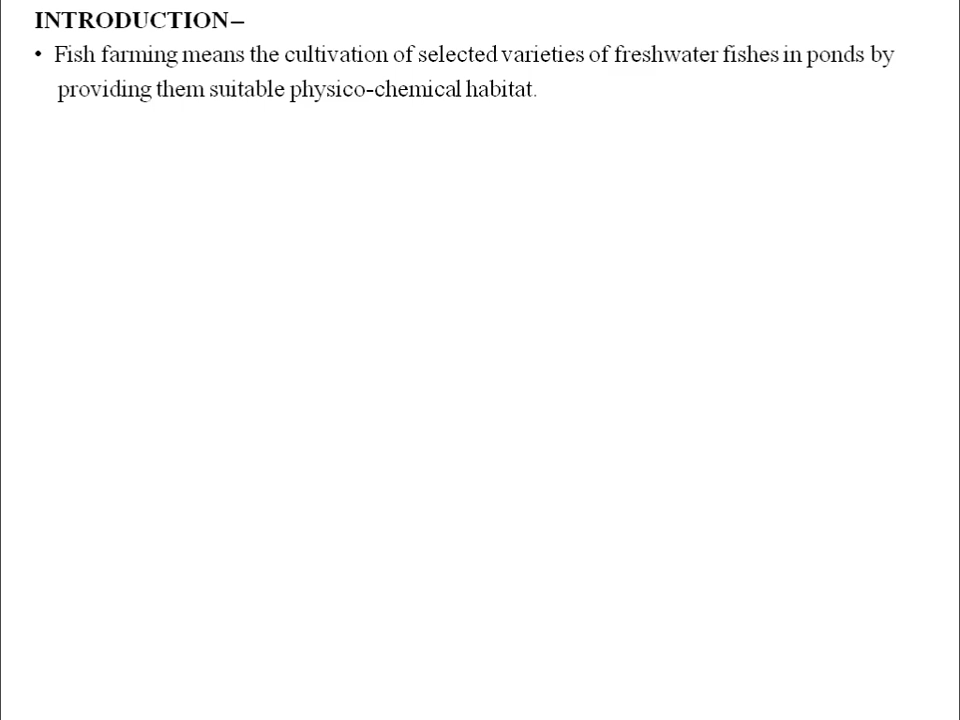 INTRODUCTION–
• Fish farming means the cultivation of selected varieties of freshwater fishes in ponds by
providing them suitable physico-chemical habitat.